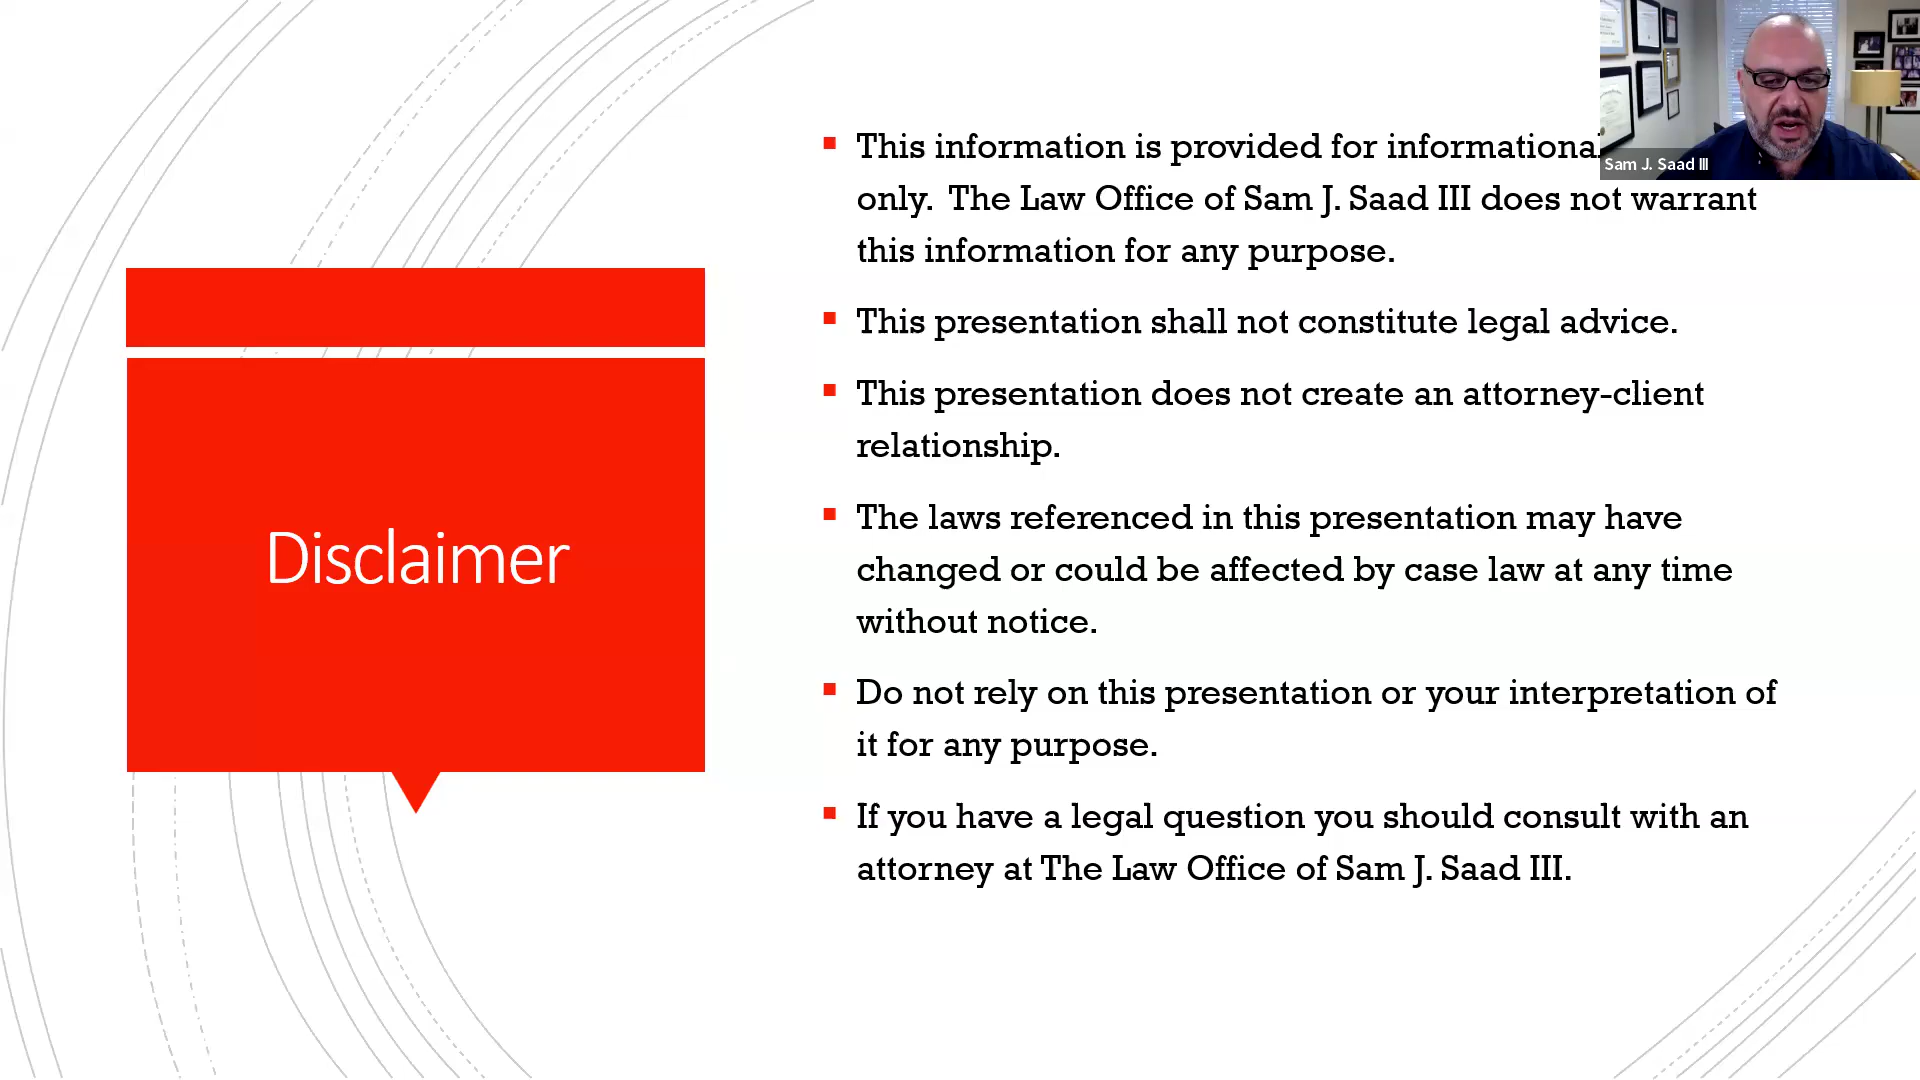 Sam J. Saad III
Disclaimer
This information is provided for informational
only.  The Law Office of Sam J. Saad III does not warrant
this information for any purpose.
This presentation shall not constitute legal advice.
This presentation does not create an attorney-client
relationship.
The laws referenced in this presentation may have
changed or could be affected by case law at any time
without notice.
Do not rely on this presentation or your interpretation of
it for any purpose.
If you have a legal question you should consult with an
attorney at The Law Office of Sam J. Saad III.